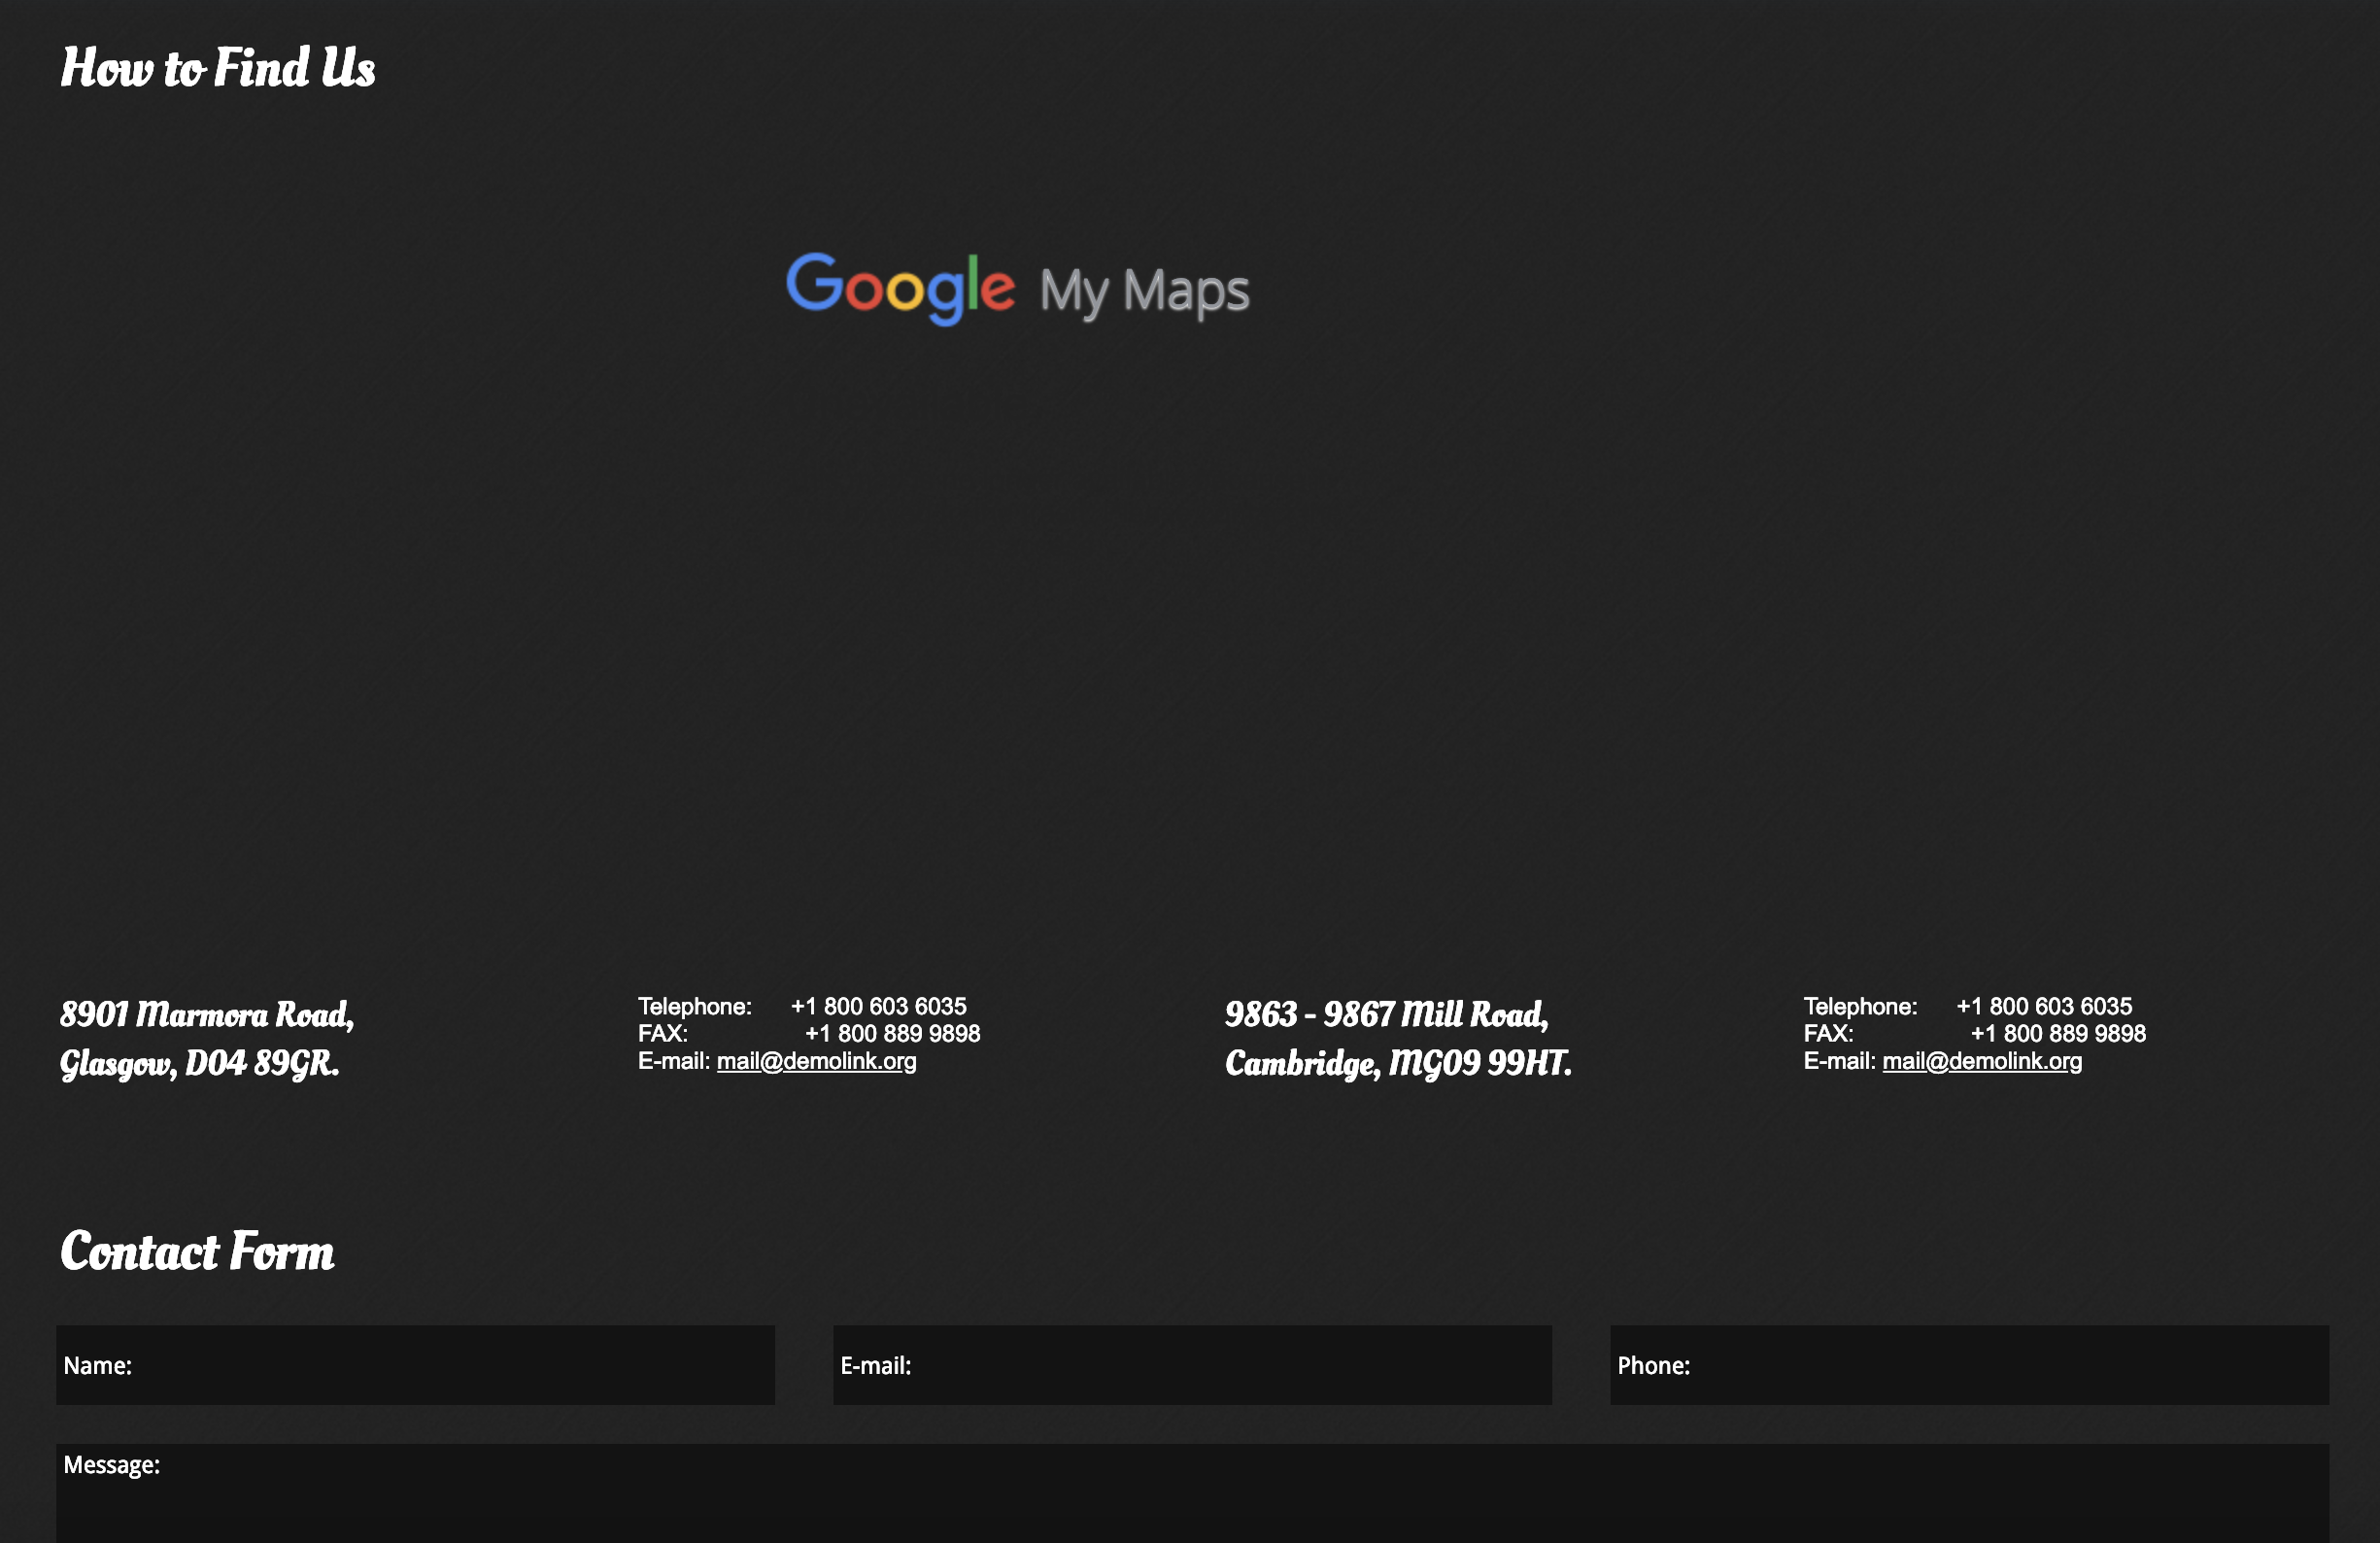 How to Find Us
Google My Maps
8901 Marmora Road,
Glasgow, D04 89GR.
Telephone: +1 800 603 6035
FAX: +1 800 889 9898
E-mail: mail@demolink.org
9863 - 9867 Mill Road,
Cambridge, MG09 99HT.
Telephone: +1 800 603 6035
FAX: +1 800 889 9898
E-mail: mail@demolink.org
Contact Form
Name:
E-mail:
Phone:
Message: